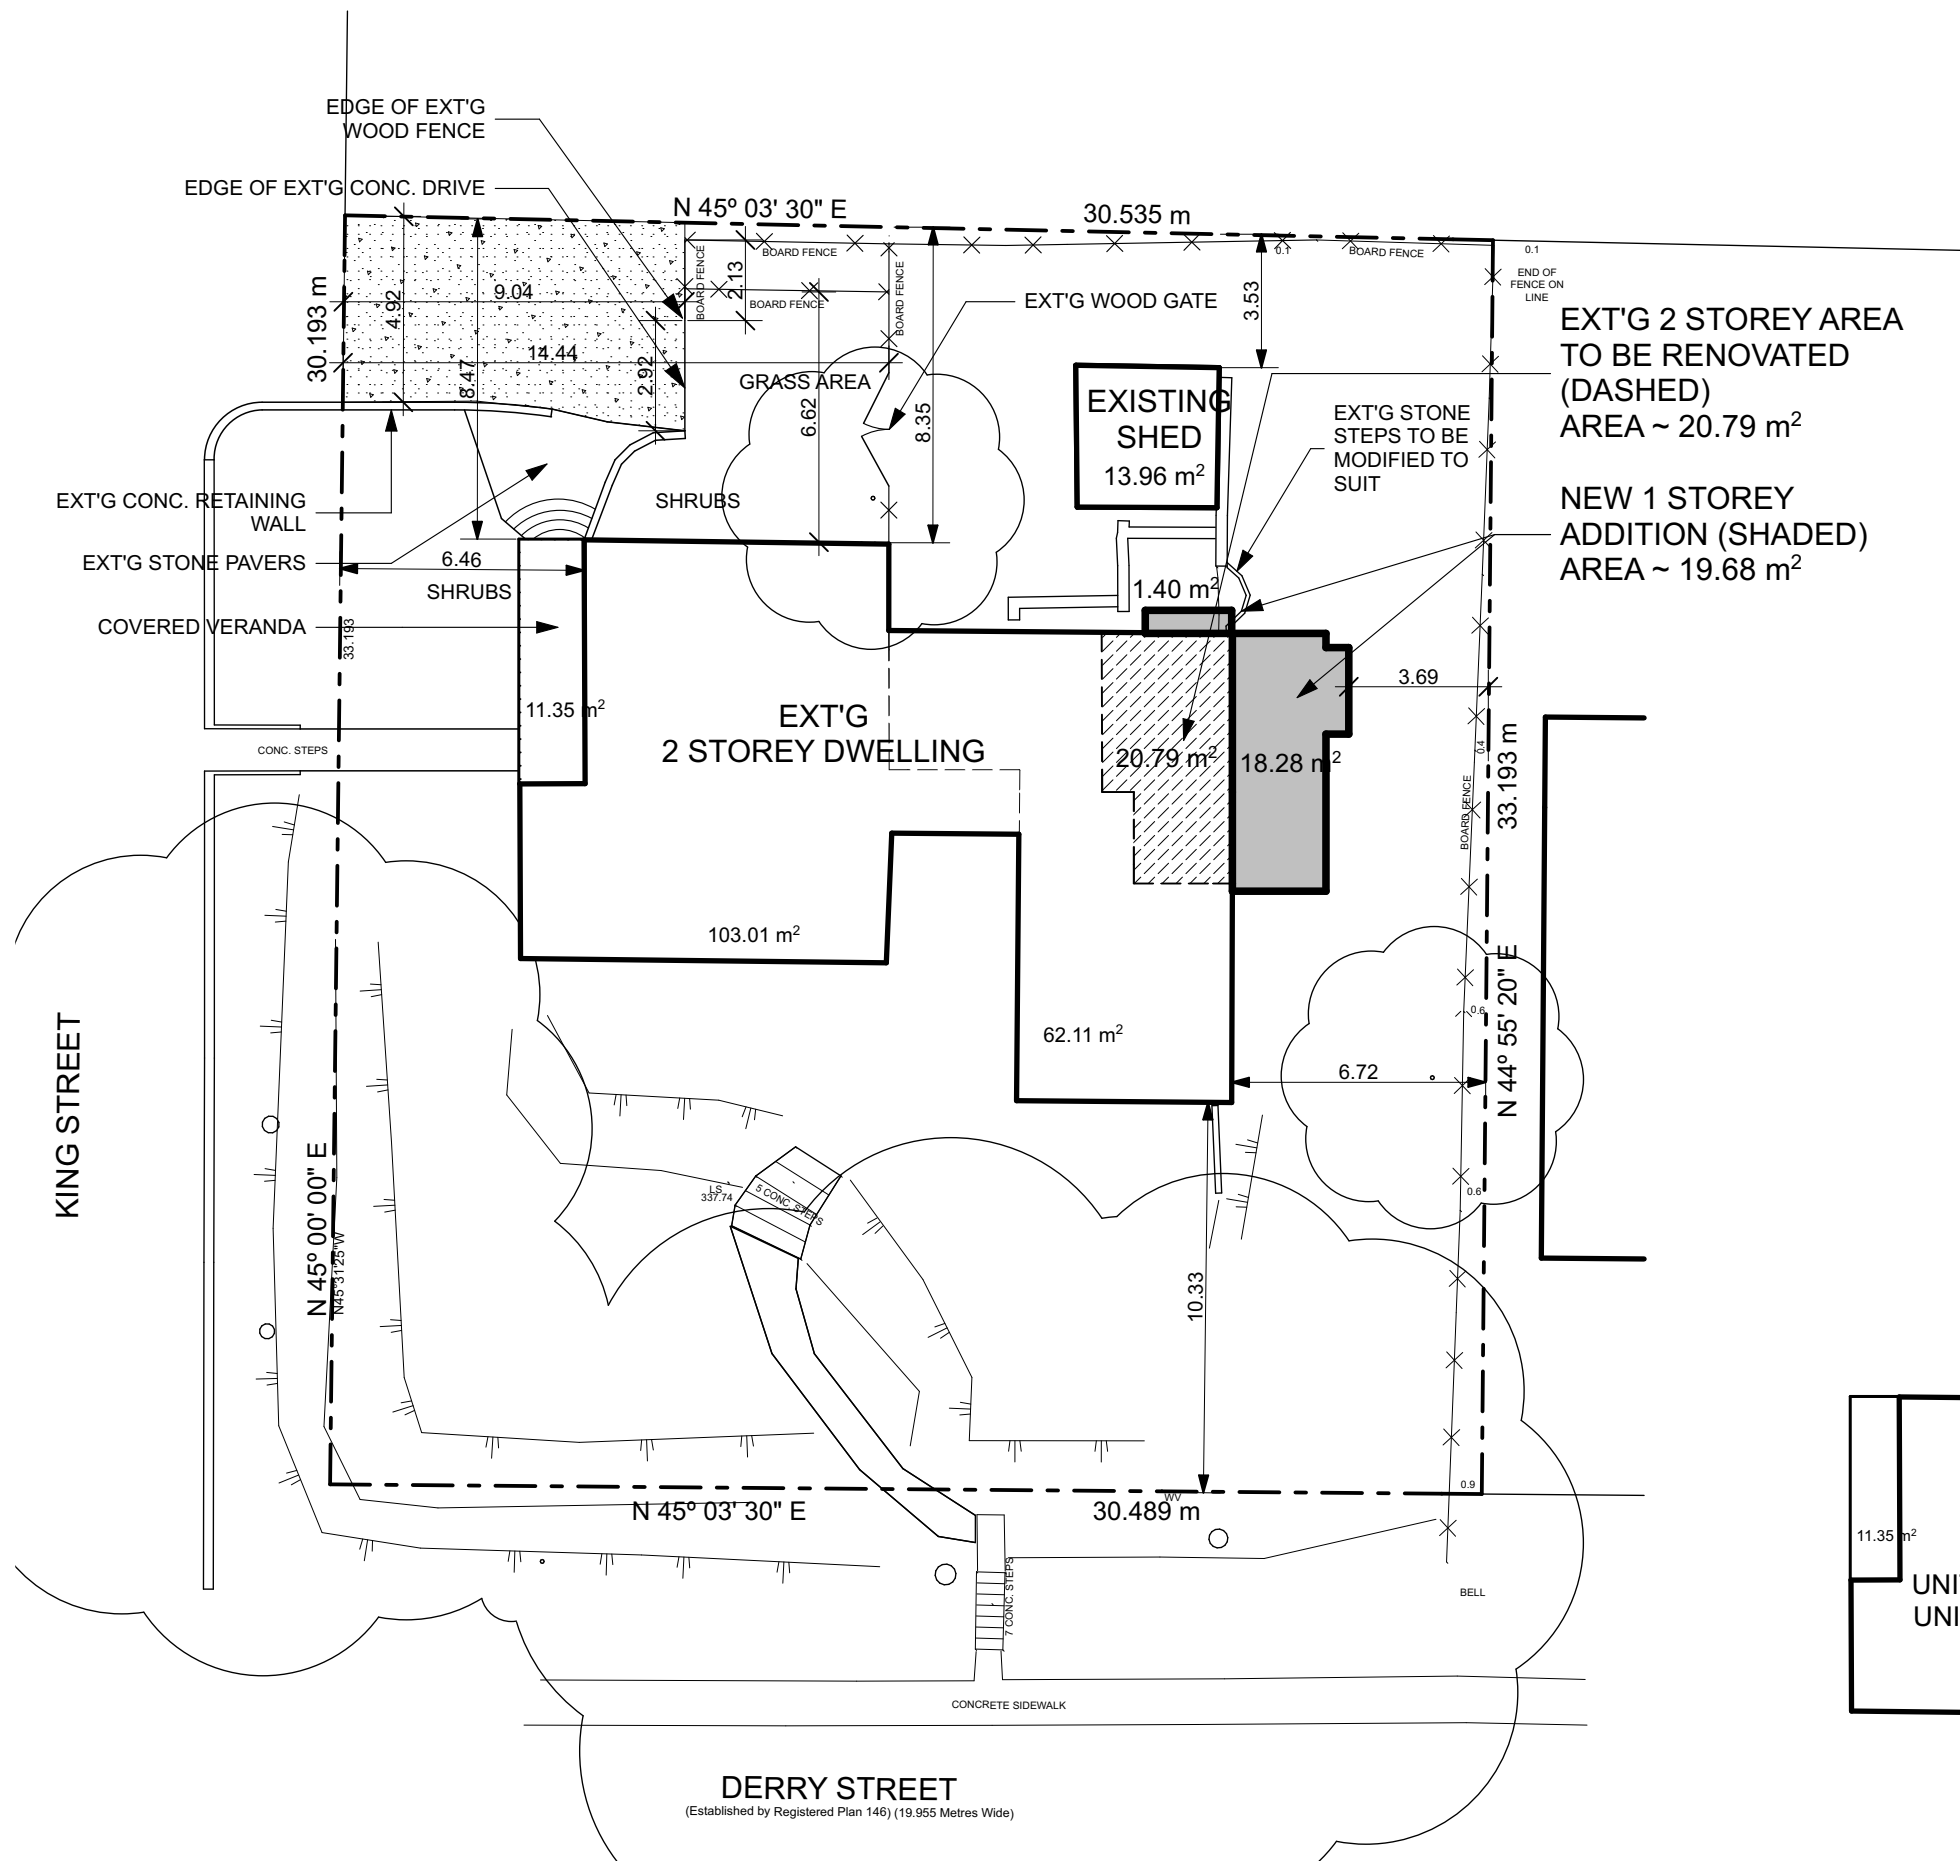 EDGE OF EXT'G
WOOD FENCE
EDGE OF EXT'G CONC. DRIVE
N 45º 03' 30" E
30.535 m
BOARD FENCE
BOARD FENCE
0.1
BOARD FENCE
0.1
END OF
FENCE ON
LINE
30.193 m
4.92
9.04
8.47
14.44
2.92
BOARD FENCE
2.13
BOARD FENCE
6.62
8.35
EXT'G WOOD GATE
3.53
GRASS AREA
EXISTING
SHED
13.96 m²
EXT'G STONE
STEPS TO BE
MODIFIED TO
SUIT
EXT'G 2 STOREY AREA
TO BE RENOVATED
(DASHED)
AREA ~ 20.79 m²
NEW 1 STOREY
ADDITION (SHADED)
AREA ~ 19.68 m²
EXT'G CONC. RETAINING
WALL
SHRUBS
EXT'G STONE PAVERS
6.46
SHRUBS
COVERED VERANDA
33.193
1.40 m²
3.69
11.35 m²
EXT'G
2 STOREY DWELLING
20.79 m²
18.28 m²
CONC. STEPS
0.4
BOARD FENCE
33.193 m
103.01 m²
62.11 m²
0.6
N 44º 55' 20" E
6.72
KING STREET
N 45º 00' 00" E
N45°31'25"W
LS
337.74
5 CONC. STEPS
0.6
10.33
0.9
WV
N 45º 03' 30" E
30.489 m
7 CONC. STEPS
BELL
11.35 m²
UNI
UNI
CONCRETE SIDEWALK
DERRY STREET
(Established by Registered Plan 146) (19.955 Metres Wide)